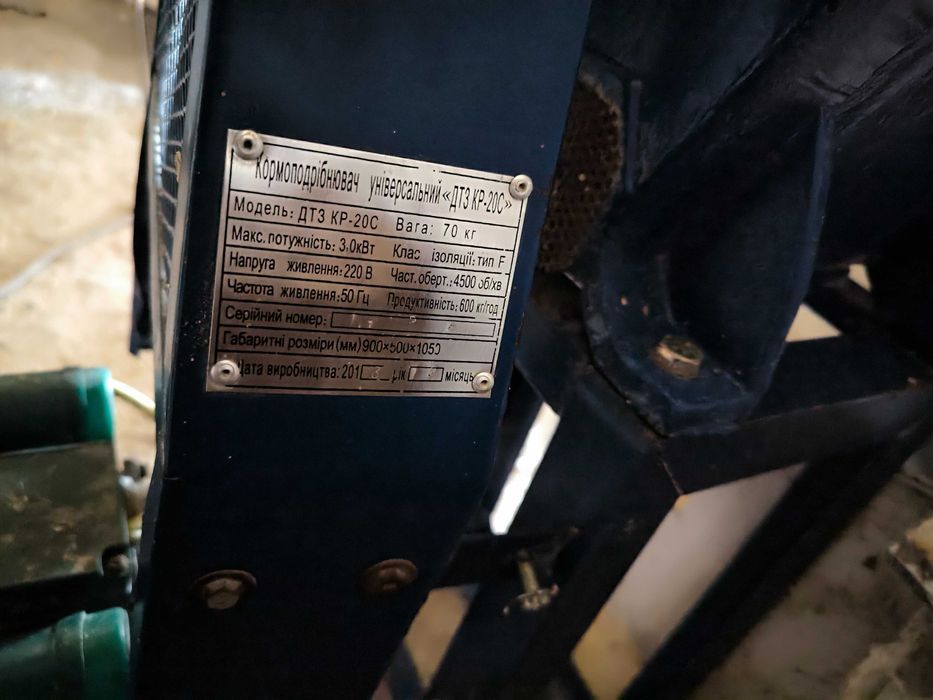 Кормоподрібнювач універсальний «ДТЗ КР-20С»
Модель: ДТЗ КР-20С Вага: 70 кг
Макс. потужність: 3,0кВт Клас ізоляції: тип F
Напруга живлення: 220 В Част. оберт.: 4500 об/хв
Частота живлення: 50 Гц Продуктивність: 600 кг/год
Серійний номер:
Габаритні розміри (мм) 900×600×1050
Дата виробництва: 201 рік місяць